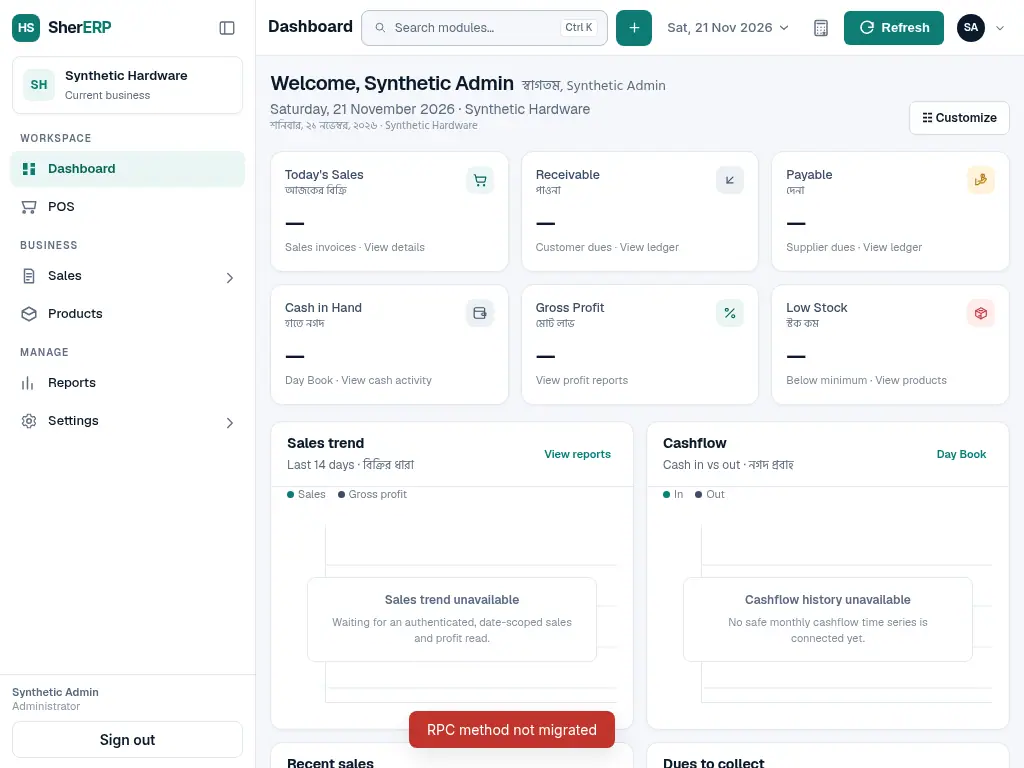 HS SherERP
SH
Synthetic Hardware
Current business
WORKSPACE
Dashboard
POS
BUSINESS
Sales
Products
MANAGE
Reports
Settings
Synthetic Admin
Administrator
Sign out
Dashboard
Search modules...
Ctrl K
Sat, 21 Nov 2026
Refresh
SA
Welcome, Synthetic Admin স্বাগতম, Synthetic Admin
Saturday, 21 November 2026 · Synthetic Hardware
শনিবার, ২১ নভেম্বর, ২০২৬ · Synthetic Hardware
Customize
Today's Sales
আজকের বিক্রি
—
Sales invoices · View details
Receivable
পাওনা
—
Customer dues · View ledger
Payable
দেনা
—
Supplier dues · View ledger
Cash in Hand
হাতে নগদ
—
Day Book · View cash activity
Gross Profit
মোট লাভ
—
View profit reports
Low Stock
স্টক কম
—
Below minimum · View products
Sales trend
Last 14 days · বিক্রির ধারা
View reports
Sales Gross profit
Sales trend unavailable
Waiting for an authenticated, date-scoped sales
and profit read.
Cashflow
Cash in vs out · নগদ প্রবাহ
Day Book
In Out
Cashflow history unavailable
No safe monthly cashflow time series is
connected yet.
RPC method not migrated
Recent sales
Dues to collect